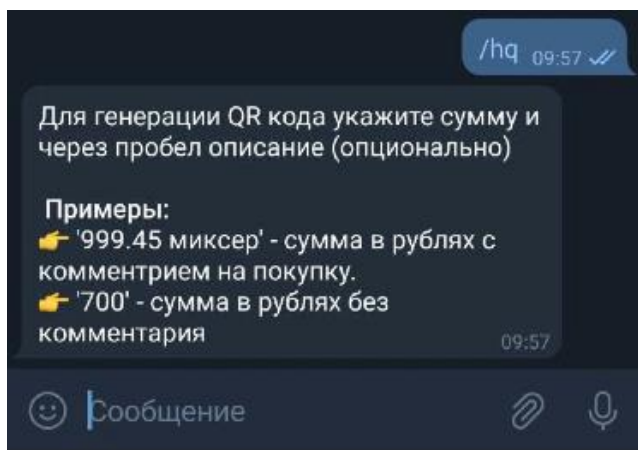 /hq 09:57
Для генерации QR кода укажите сумму и
через пробел описание (опционально)
Примеры:
👉 '999.45 миксер' - сумма в рублях с
комментрием на покупку.
👉 '700' - сумма в рублях без
комментария
09:57
Сообщение